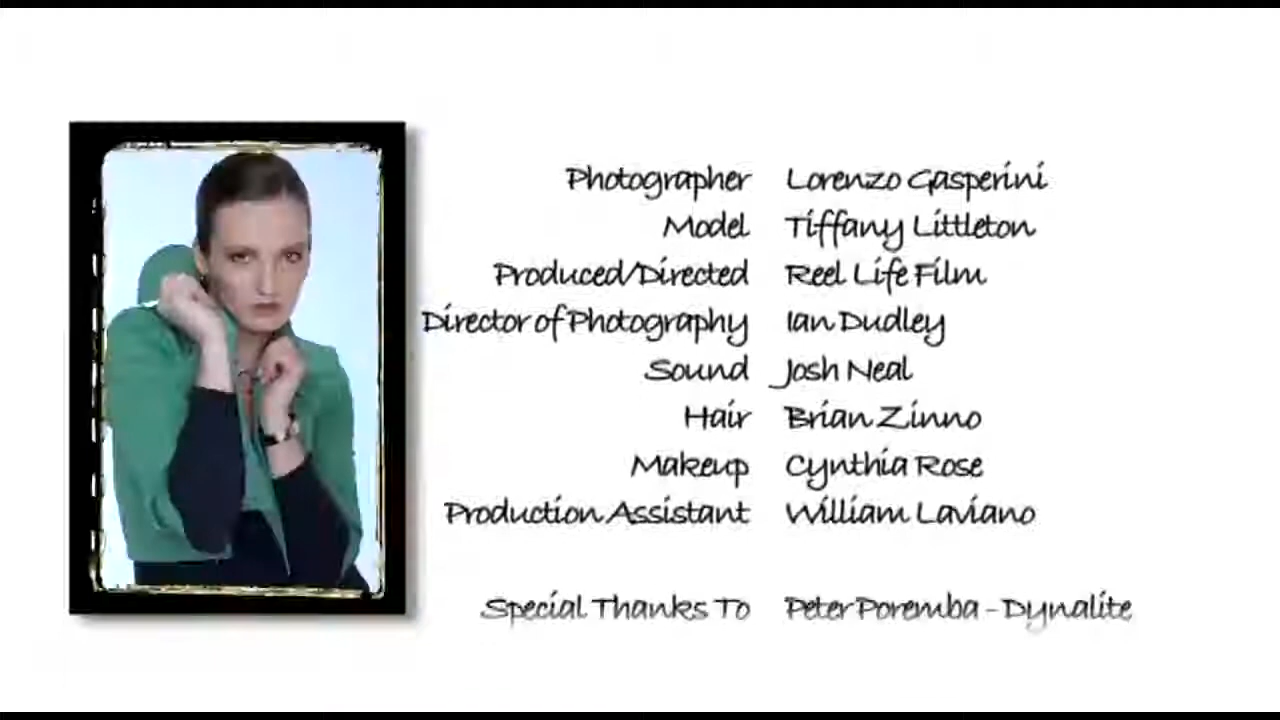 Photographer Lorenzo Gasperini
Model Tiffany Littleton
Produced/Directed Reel Life Film
Director of Photography Ian Dudley
Sound Josh Neal
Hair Brian Zinno
Makeup Cynthia Rose
Production Assistant William Laviano
Special Thanks To Peter Poremba - Dynalite